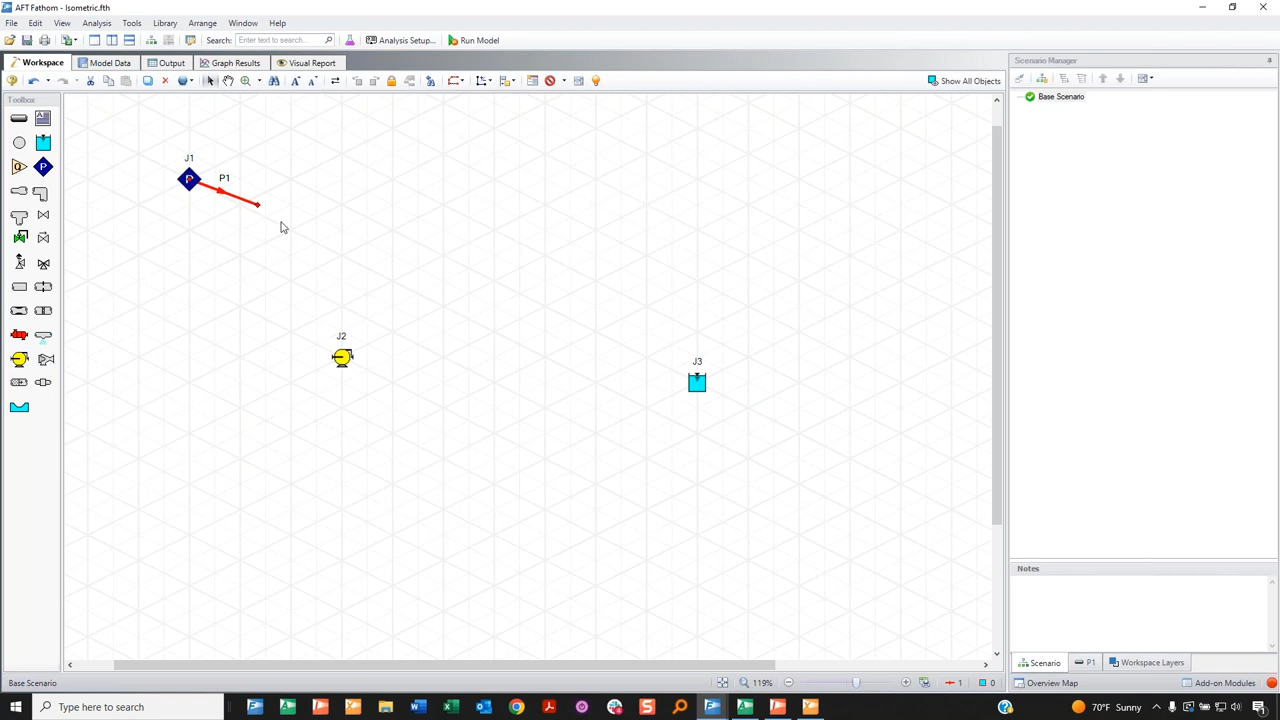 AFT Fathom - Isometric.fth
File Edit View Analysis Tools Library Arrange Window Help
Search: Enter text to search... Analysis Setup... Run Model
Workspace Model Data Output Graph Results Visual Report
Show All Objects
Toolbox
J1
P1
J2
J3
Scenario Manager
Base Scenario
Notes
Scenario P1 Workspace Layers
Base Scenario 119% 1 0 Overview Map Add-on Modules
Type here to search 70°F Sunny